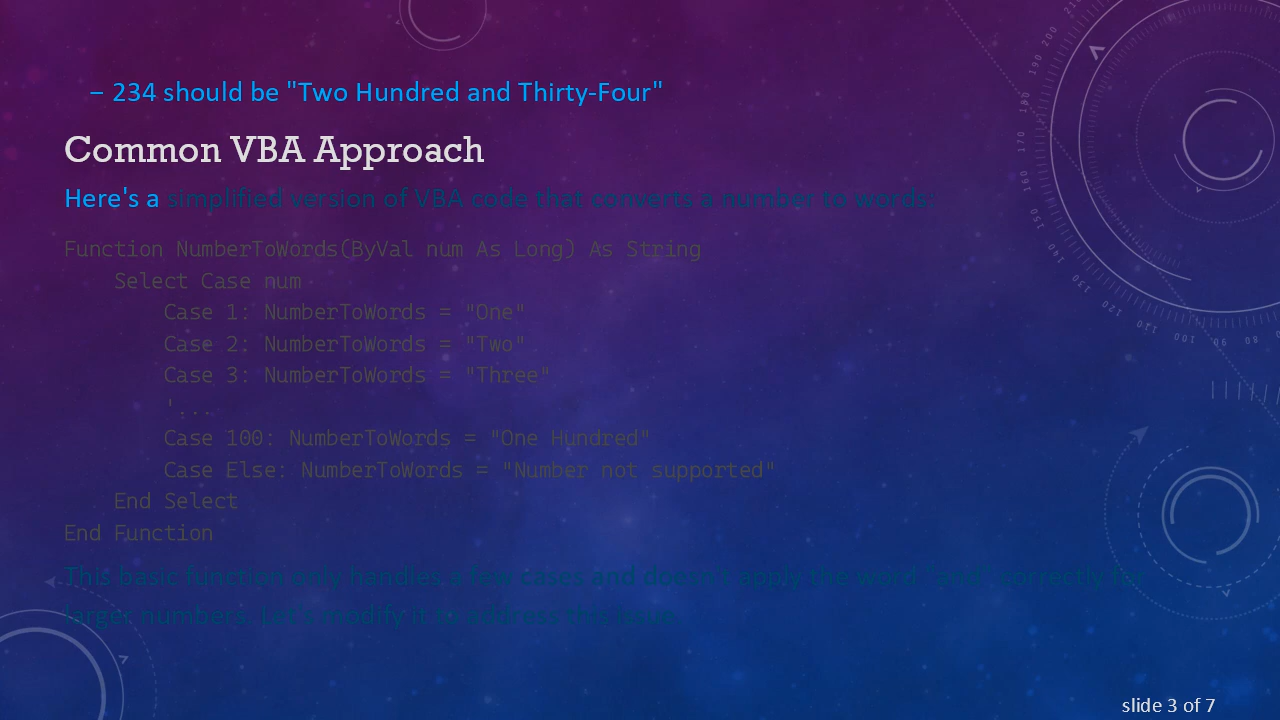 – 234 should be "Two Hundred and Thirty-Four"
Common VBA Approach
Here's a simplified version of VBA code that converts a number to words:
Function NumberToWords(ByVal num As Long) As String
    Select Case num
        Case 1: NumberToWords = "One"
        Case 2: NumberToWords = "Two"
        Case 3: NumberToWords = "Three"
        '...
        Case 100: NumberToWords = "One Hundred"
        Case Else: NumberToWords = "Number not supported"
    End Select
End Function
This basic function only handles a few cases and doesn't apply the word "and" correctly for
larger numbers. Let's modify it to address this issue.
slide 3 of 7